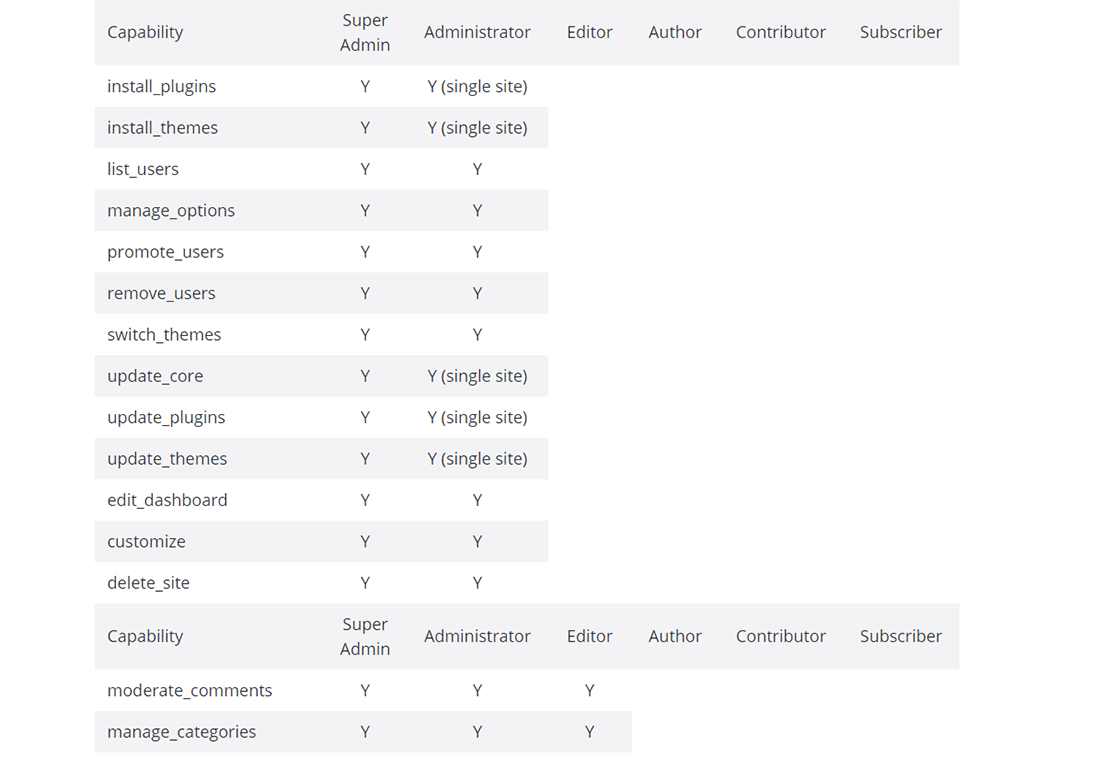 Capability Super Admin Administrator Editor Author Contributor Subscriber
install_plugins Y Y (single site)
install_themes Y Y (single site)
list_users Y Y
manage_options Y Y
promote_users Y Y
remove_users Y Y
switch_themes Y Y
update_core Y Y (single site)
update_plugins Y Y (single site)
update_themes Y Y (single site)
edit_dashboard Y Y
customize Y Y
delete_site Y Y
Capability Super Admin Administrator Editor Author Contributor Subscriber
moderate_comments Y Y Y
manage_categories Y Y Y